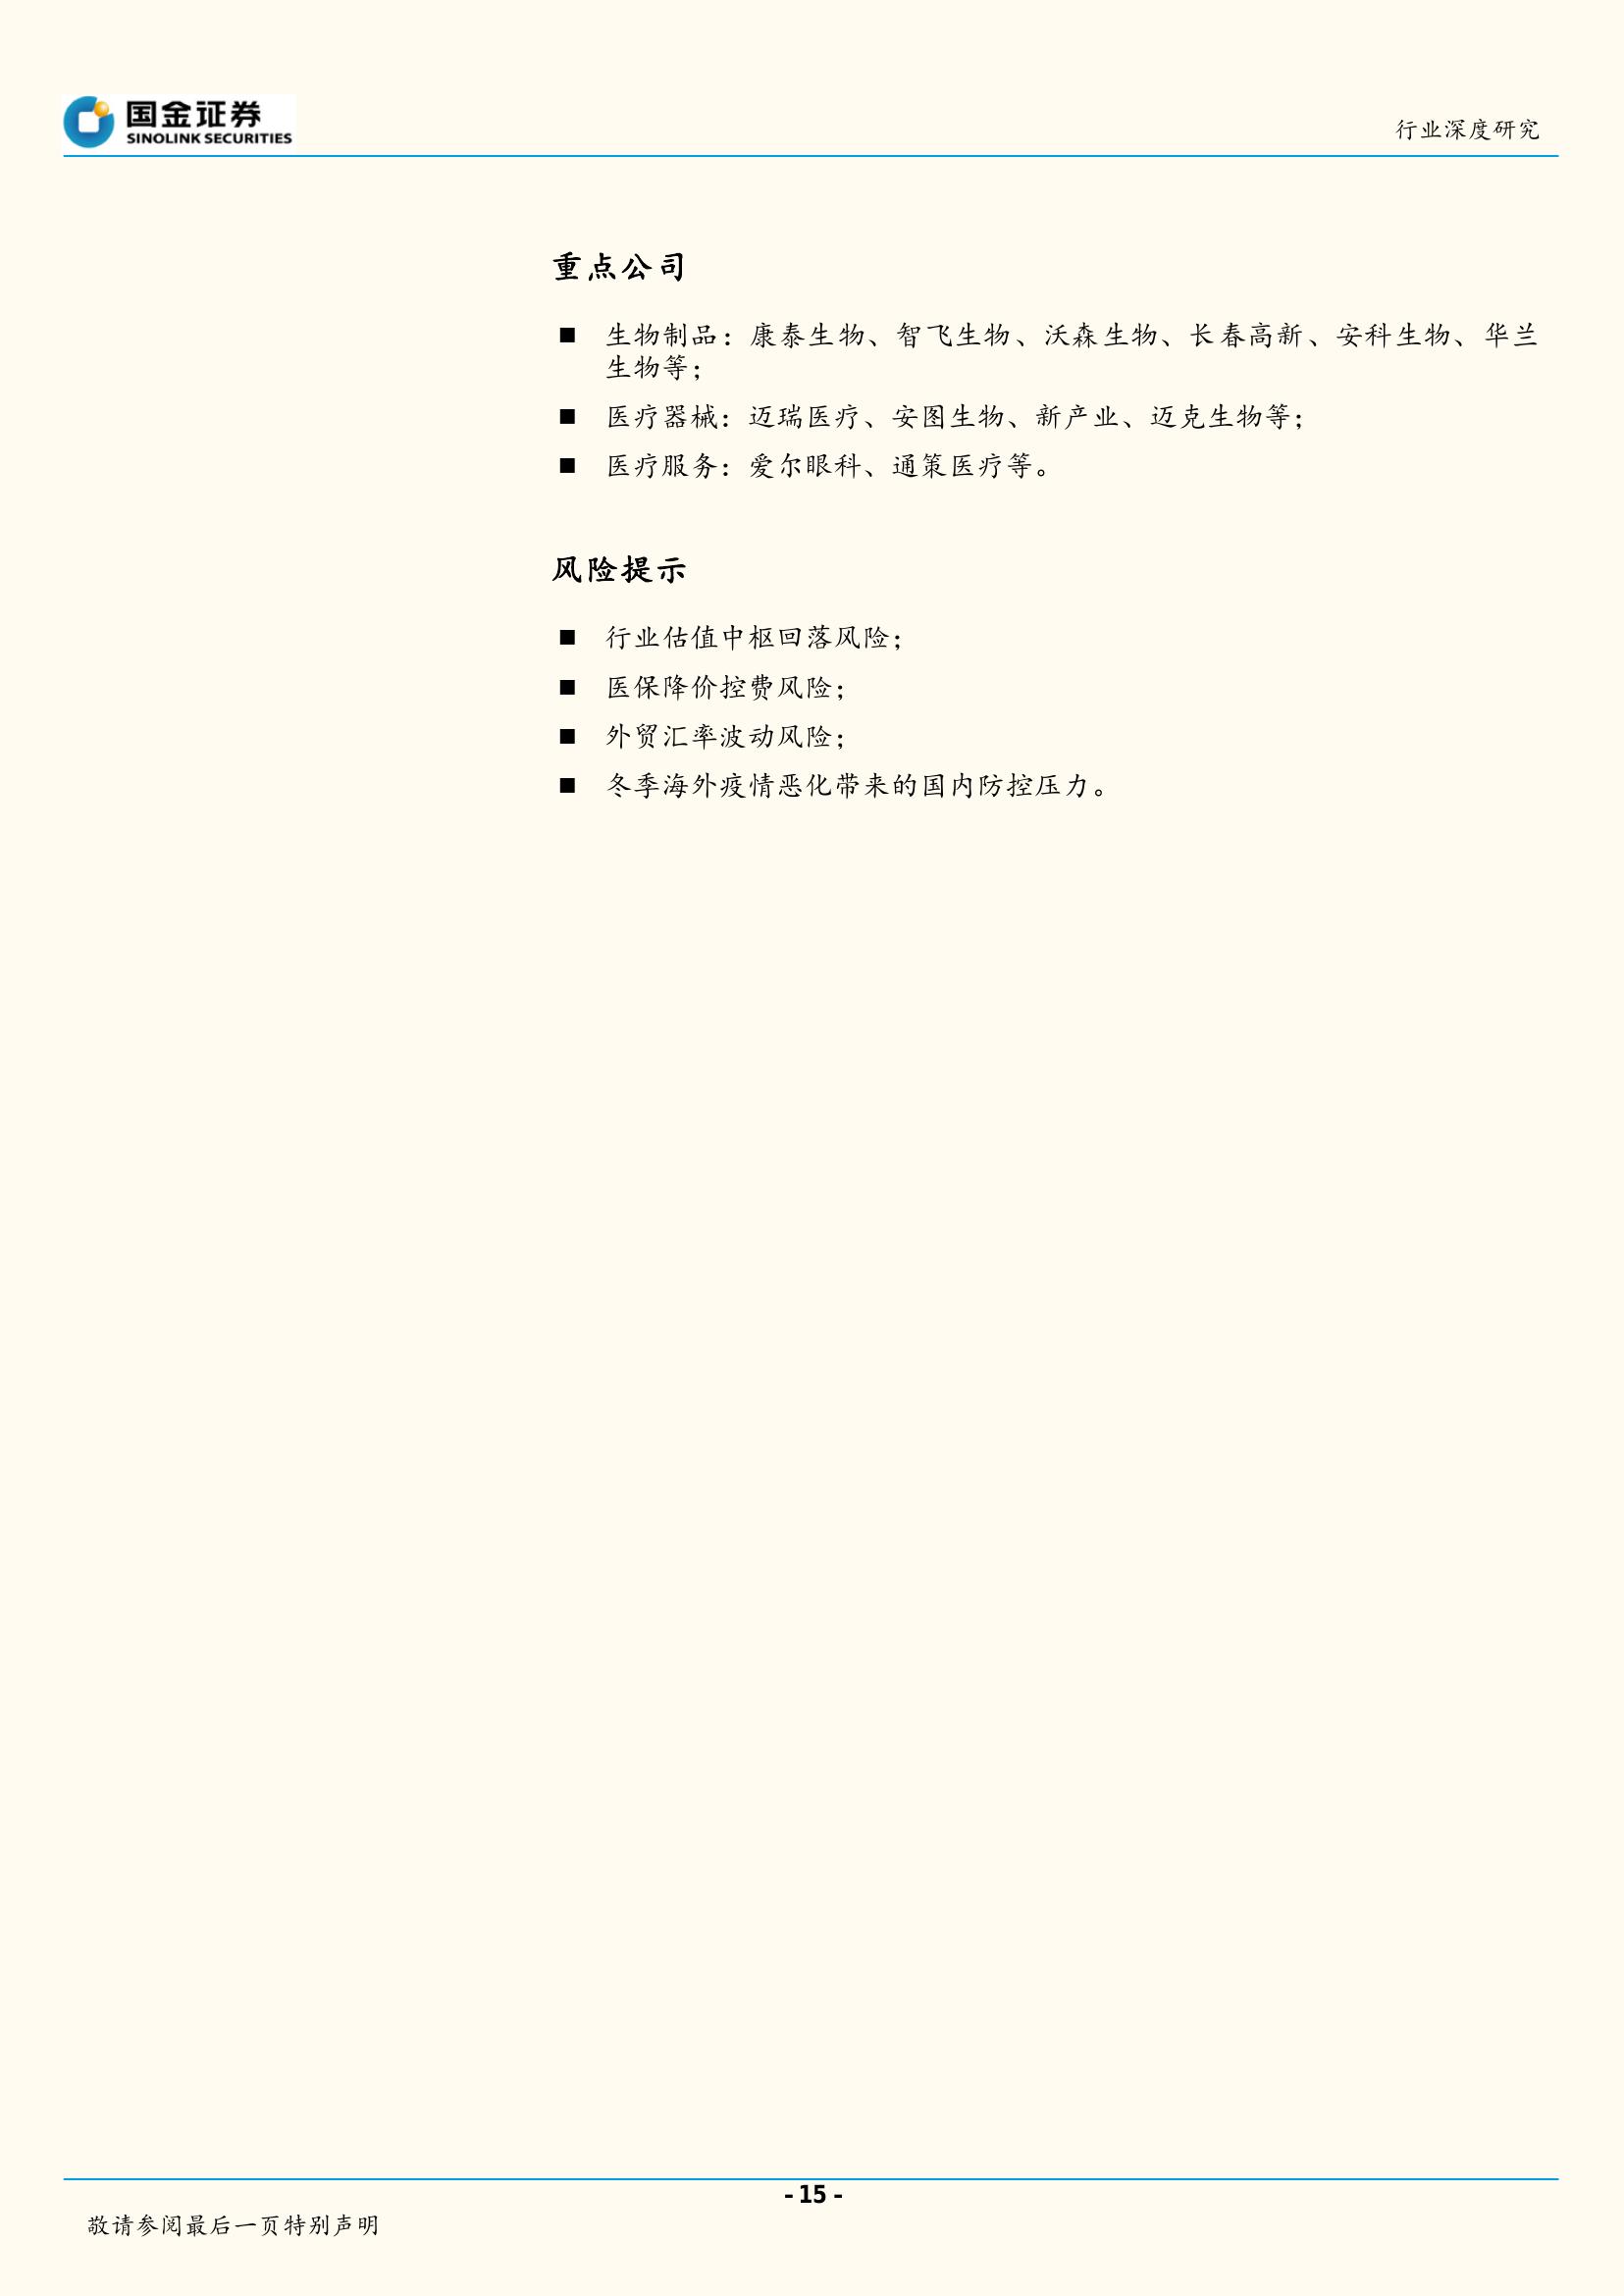 国金证券
SINOLINK SECURITIES
行业深度研究
重点公司
■ 生物制品：康泰生物、智飞生物、沃森生物、长春高新、安科生物、华兰
生物等；
■ 医疗器械：迈瑞医疗、安图生物、新产业、迈克生物等；
■ 医疗服务：爱尔眼科、通策医疗等。
风险提示
■ 行业估值中枢回落风险；
■ 医保降价控费风险；
■ 外贸汇率波动风险；
■ 冬季海外疫情恶化带来的国内防控压力。
- 15 -
敬请参阅最后一页特别声明